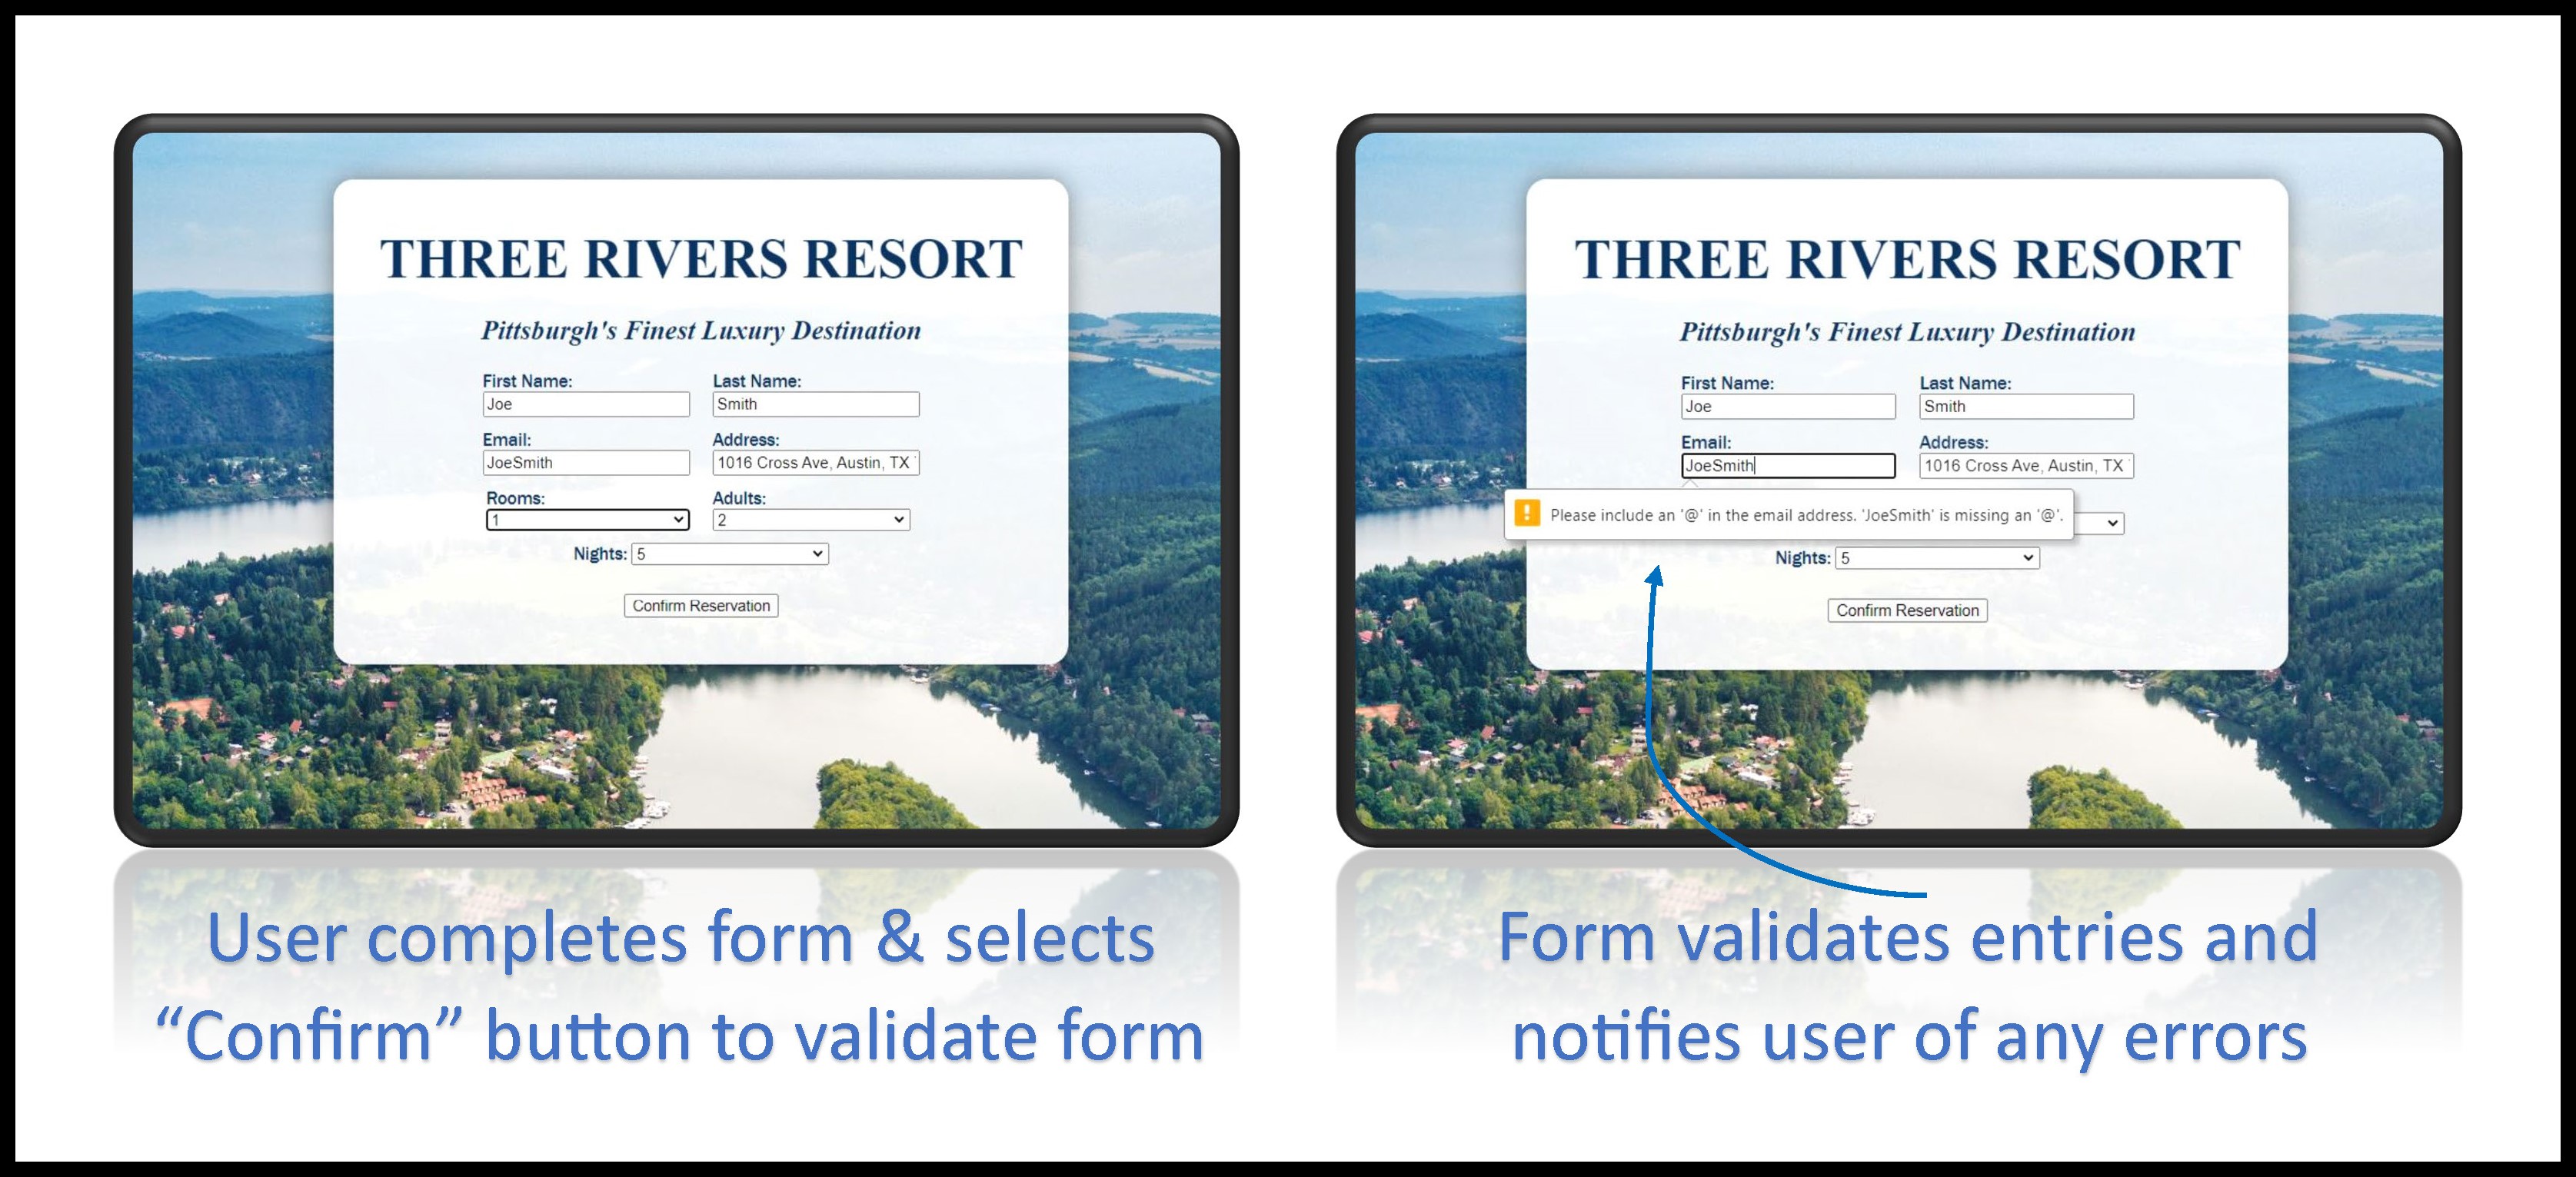 THREE RIVERS RESORT
Pittsburgh's Finest Luxury Destination
First Name: Last Name:
Joe Smith
Email: Address:
JoeSmith 1016 Cross Ave, Austin, TX
Rooms: Adults:
1 2
Nights: 5
Confirm Reservation
User completes form & selects
“Confirm” button to validate form
THREE RIVERS RESORT
Pittsburgh's Finest Luxury Destination
First Name: Last Name:
Joe Smith
Email: Address:
JoeSmith 1016 Cross Ave, Austin, TX
Please include an '@' in the email address. 'JoeSmith' is missing an '@'.
Nights: 5
Confirm Reservation
Form validates entries and
notifies user of any errors